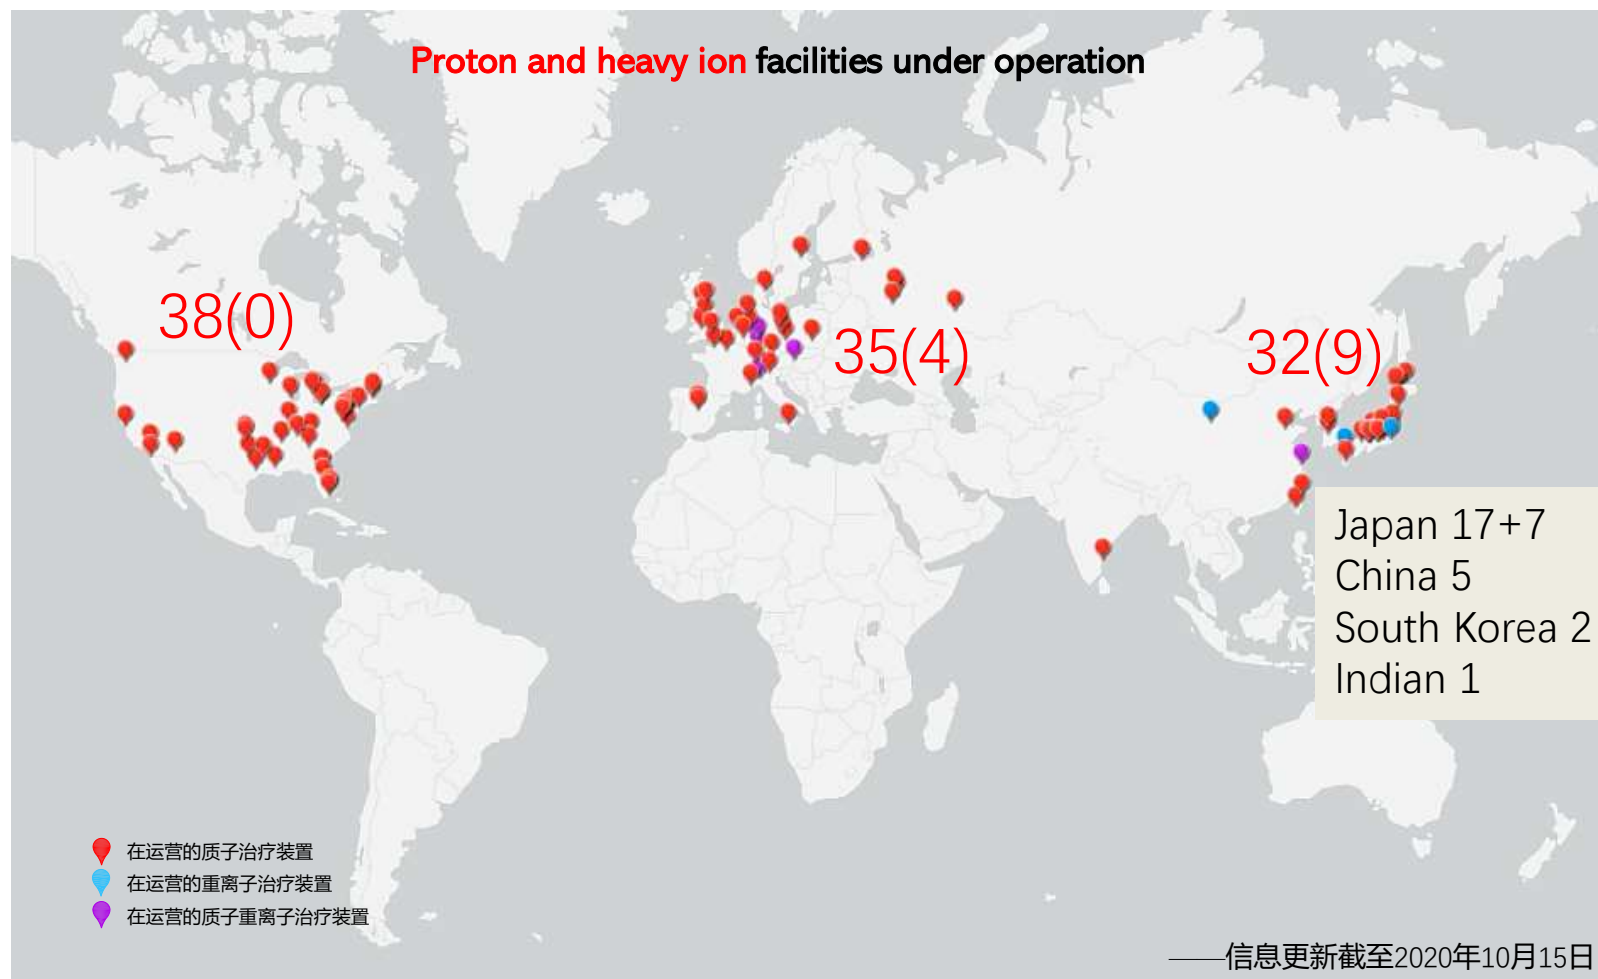 Proton and heavy ion facilities under operation
38(0)
35(4)
32(9)
Japan 17+7
China 5
South Korea 2
Indian 1
在运营的质子治疗装置
在运营的重离子治疗装置
在运营的质子重离子治疗装置
——信息更新截至2020年10月15日